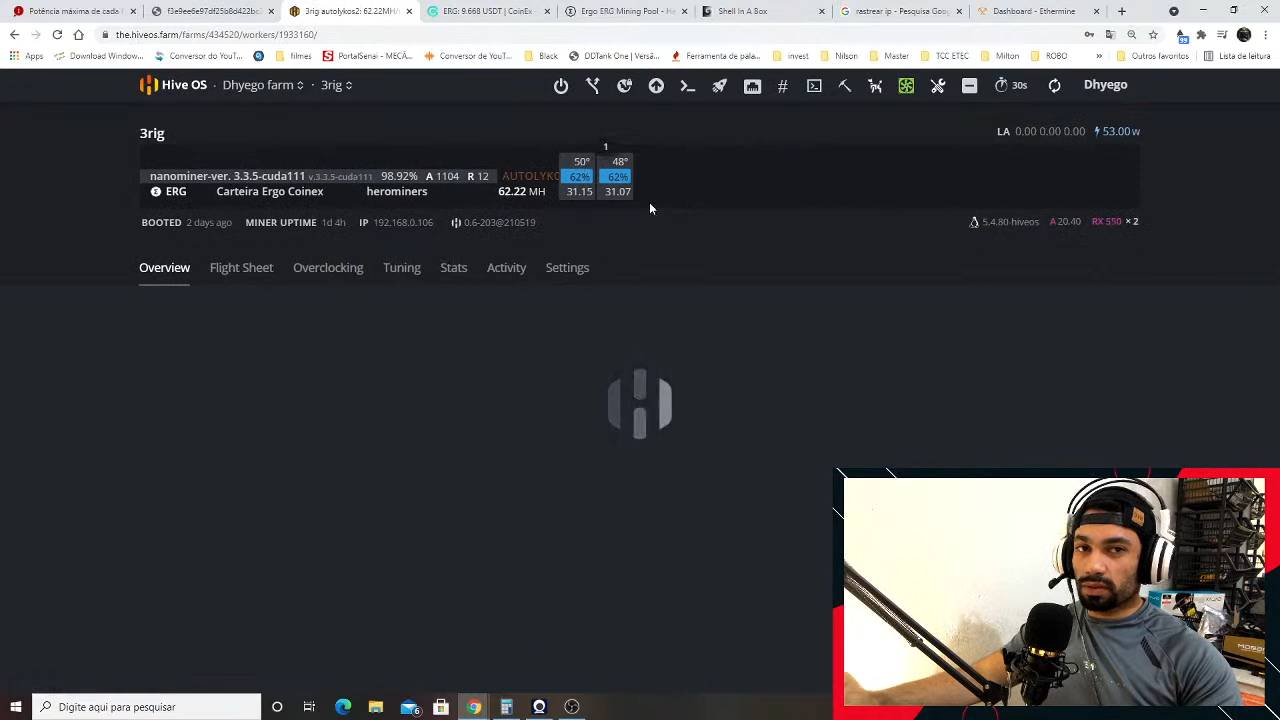 Potência máxima de cada l
f3e9ee6e97df25b8dd422bc2
3rig autolykos2: 62.22MH/
ERG: 9.668 USDT | CoinEx
Ergo ERG Mining Pool - He
Shell In A Box
rastrear ip - Pesquisa Goog
Dashboard - Ethermine
the.hiveos.farm/farms/434520/workers/1933160/
99
Apps
Download Window...
Conversor do YouT...
filmes
PortalSenai — MECÂ...
Conversor do YouT...
Black
DDTank Ou ...
Ferramenta de pala...
invest
Nilson
Master
TCC ETEC
Milton
ROBO
»
Outros favoritos
Lista de leitura
Hive OS
Dhyego farm
3rig
30s
Dhyego
3rig
LA 0.00 0.00 0.00 53.00 w
1
50° 48°
nanominer-ver. 3.3.5-cuda111 v.3.3.5-cuda111 98.92% A 1104 R 12 AUTOLYKO 62% 62%
ERG Carteira Ergo Coinex herominers 62.22 MH 31.15 31.07
BOOTED 2 days ago MINER UPTIME 1d 4h IP 192.168.0.106 0.6-203@210519 5.4.80-hiveos A 20.40 RX 550 × 2
Overview Flight Sheet Overclocking Tuning Stats Activity Settings
Digite aqui para pesquisar
6